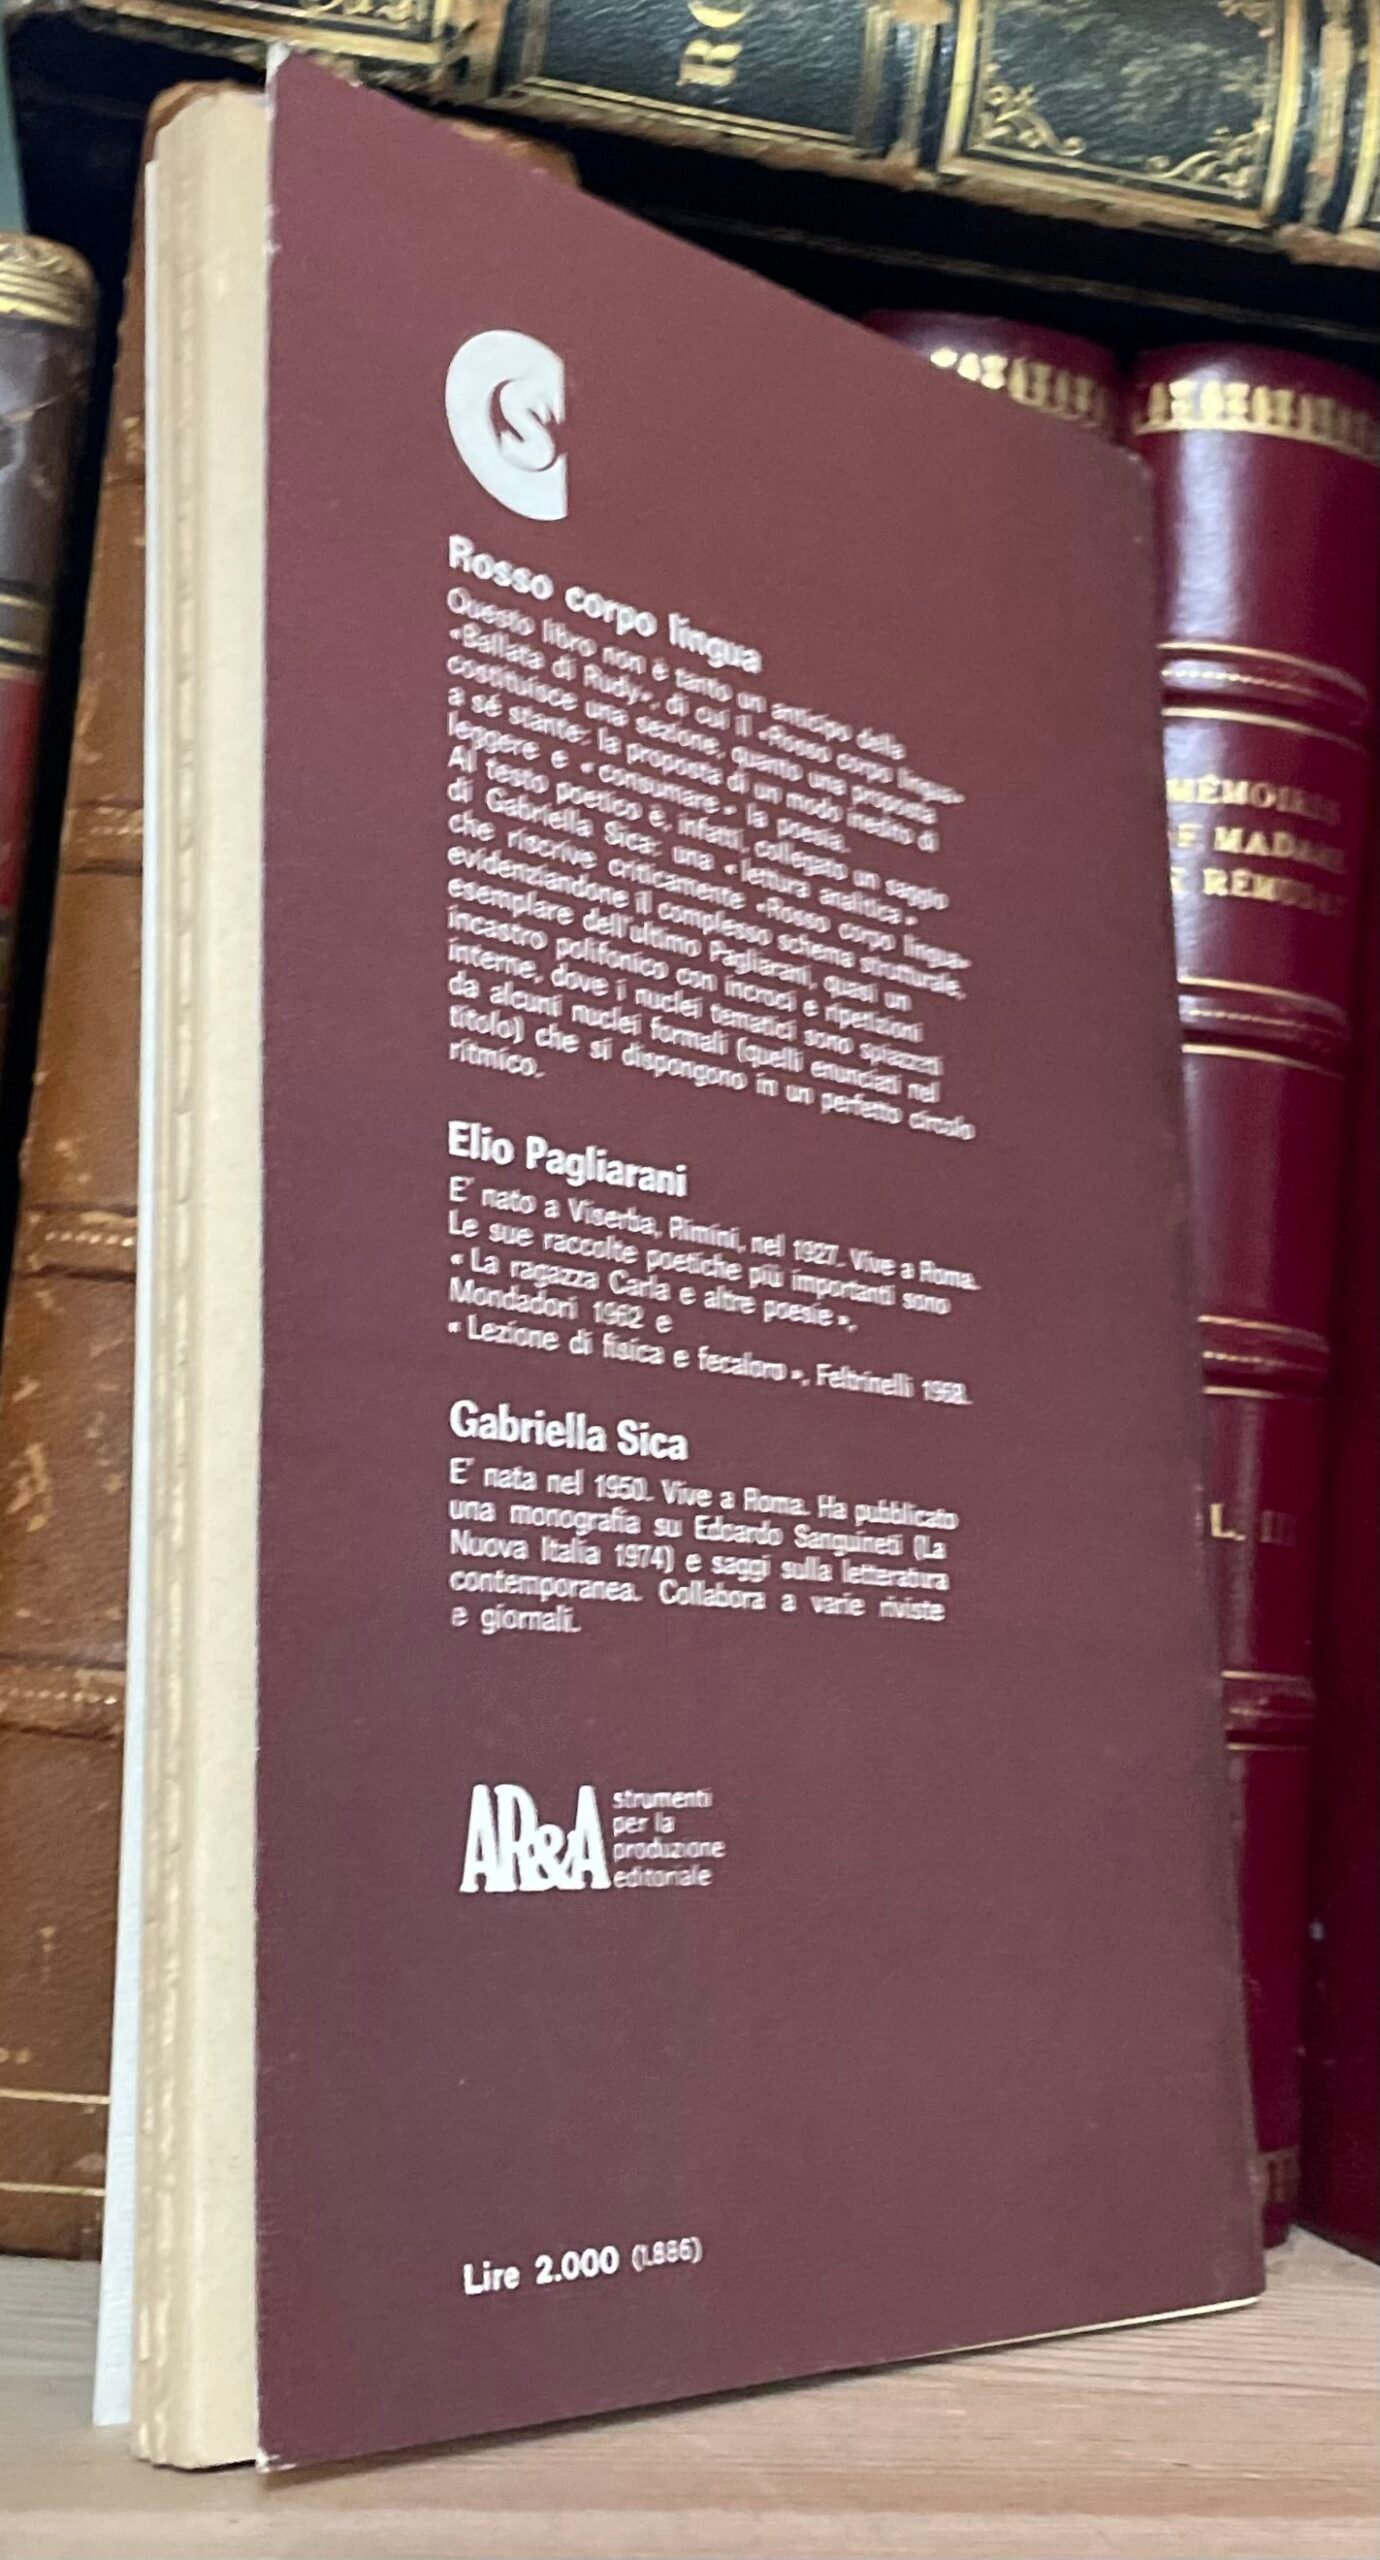 RO
S
Rosso corpo lingua
Questo libro non è tanto un anticipo della
«Ballata di Rudy», di cui il «Rosso corpo lingua»
costituisce una sezione, quanto una proposta
a sé stante: la proposta di un modo inedito di
leggere e « consumare » la poesia.
Al testo poetico è, infatti, collegato un saggio
di Gabriella Sica: una « lettura analitica »
che riscrive criticamente «Rosso corpo lingua»
evidenziandone il complesso schema strutturale,
esemplare dell'ultimo Pagliarani, quasi un
incastro polifonico con incroci e ripetizioni
interne, dove i nuclei tematici sono spiazzati
da alcuni nuclei formali (quelli enunciati nel
titolo) che si dispongono in un perfetto circolo
ritmico.
Elio Pagliarani
E' nato a Viserba, Rimini, nel 1927. Vive a Roma.
Le sue raccolte poetiche più importanti sono
« La ragazza Carla e altre poesie »,
Mondadori 1962 e
« Lezione di fisica e fecaloro », Feltrinelli 1968.
Gabriella Sica
E' nata nel 1950. Vive a Roma. Ha pubblicato
una monografia su Edoardo Sanguineti (La
Nuova Italia 1974) e saggi sulla letteratura
contemporanea. Collabora a varie riviste
e giornali.
AR&A
strumenti
per la
produzione
editoriale
Lire 2.000 (1.886)
MÉMOIRES
MADAME
L. III